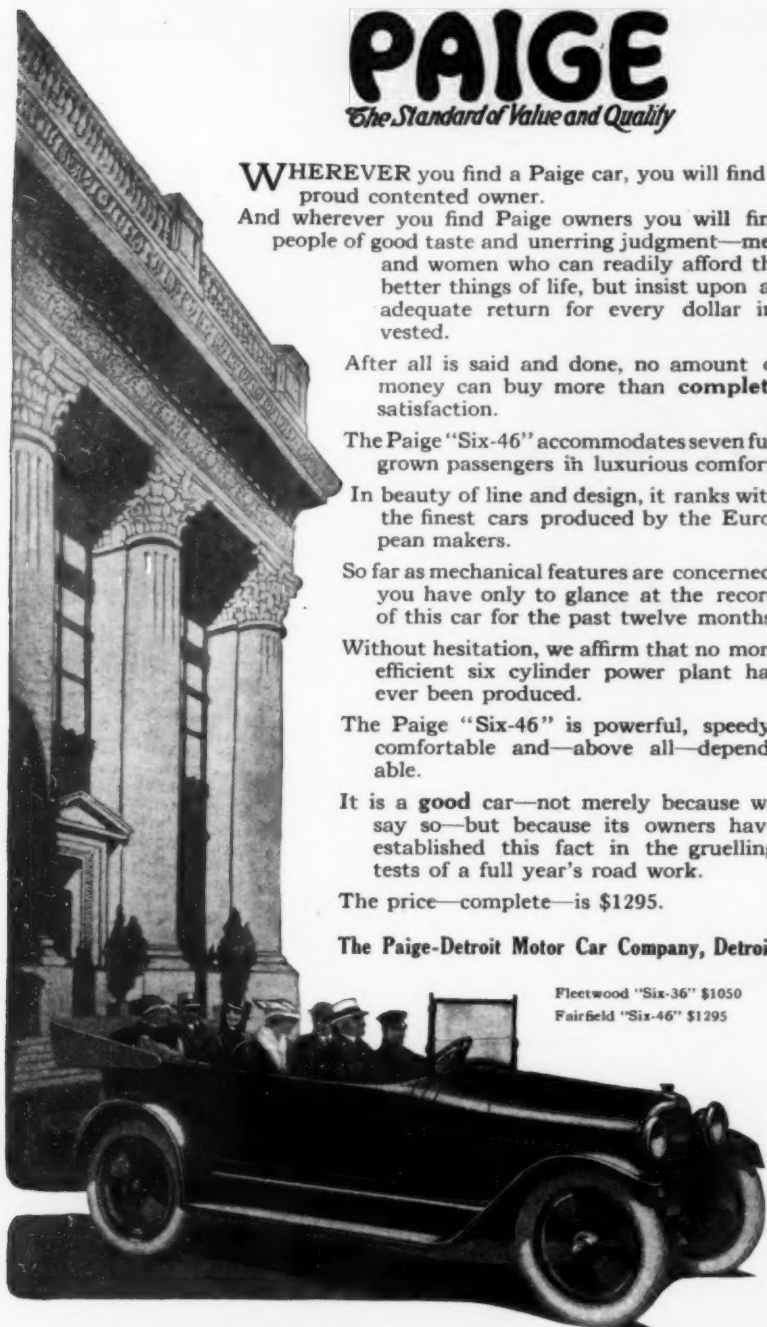 PAIGE
The Standard of Value and Quality
WHEREVER you find a Paige car, you will find
proud contented owner.
And wherever you find Paige owners you will fin
people of good taste and unerring judgment—me
and women who can readily afford th
better things of life, but insist upon a
adequate return for every dollar in
vested.
After all is said and done, no amount o
money can buy more than complet
satisfaction.
The Paige "Six-46" accommodates seven ful
grown passengers in luxurious comfort
In beauty of line and design, it ranks wit
the finest cars produced by the Euro
pean makers.
So far as mechanical features are concerned
you have only to glance at the recor
of this car for the past twelve months
Without hesitation, we affirm that no mor
efficient six cylinder power plant ha
ever been produced.
The Paige "Six-46" is powerful, speedy
comfortable and—above all—depend
able.
It is a good car—not merely because w
say so—but because its owners hav
established this fact in the gruelling
tests of a full year's road work.
The price—complete—is $1295.
The Paige-Detroit Motor Car Company, Detroi
Fleetwood "Six-36" $1050
Fairfield "Six-46" $1295